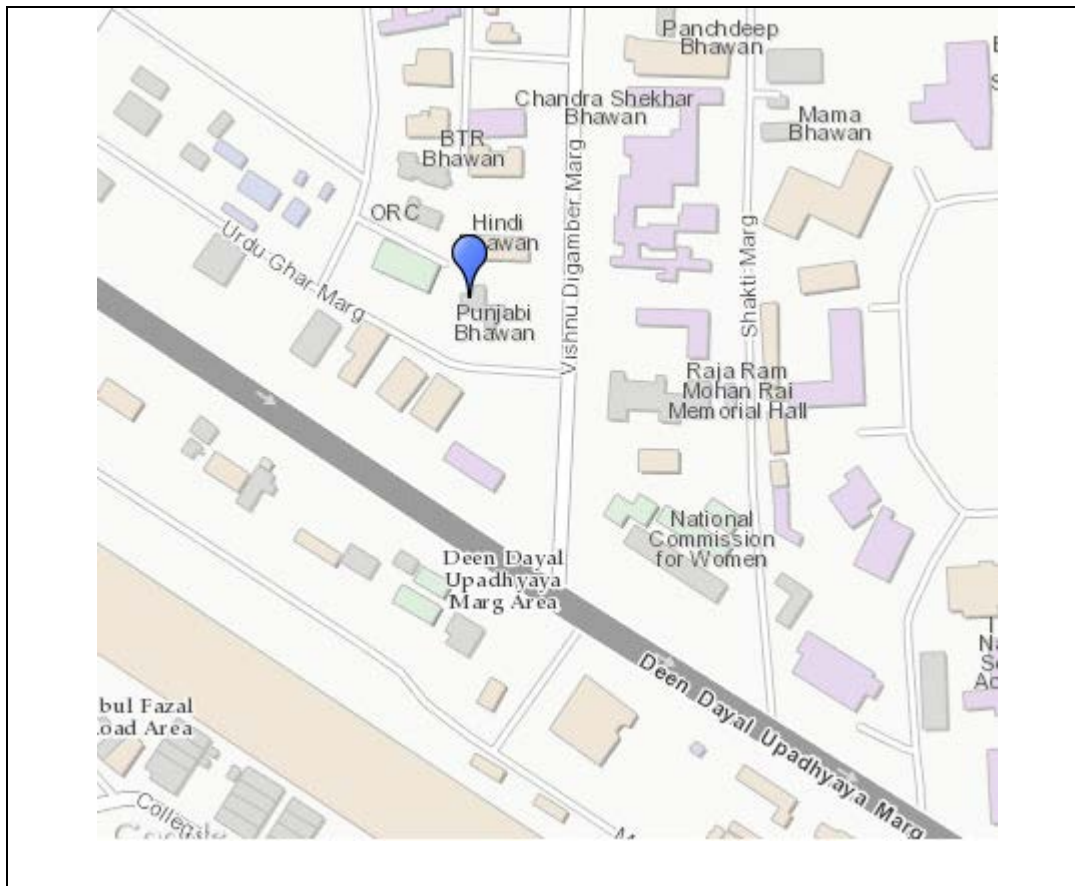 Panchdeep
Bhawan
Chandra Shekhar
Bhawan
Mama
Bhawan
BTR
Bhawan
ORC
Hindi
Urdu Ghar Marg
Punjabi
Bhawan
Vishnu Digamber Marg
Shakti Marg
Raja Ram
Mohan Rai
Memorial Hall
National
Commission
for Women
Deen Dayal
Upadhyaya
Marg Area
Deen Dayal Upadhyaya Marg
bul Fazal
Road Area